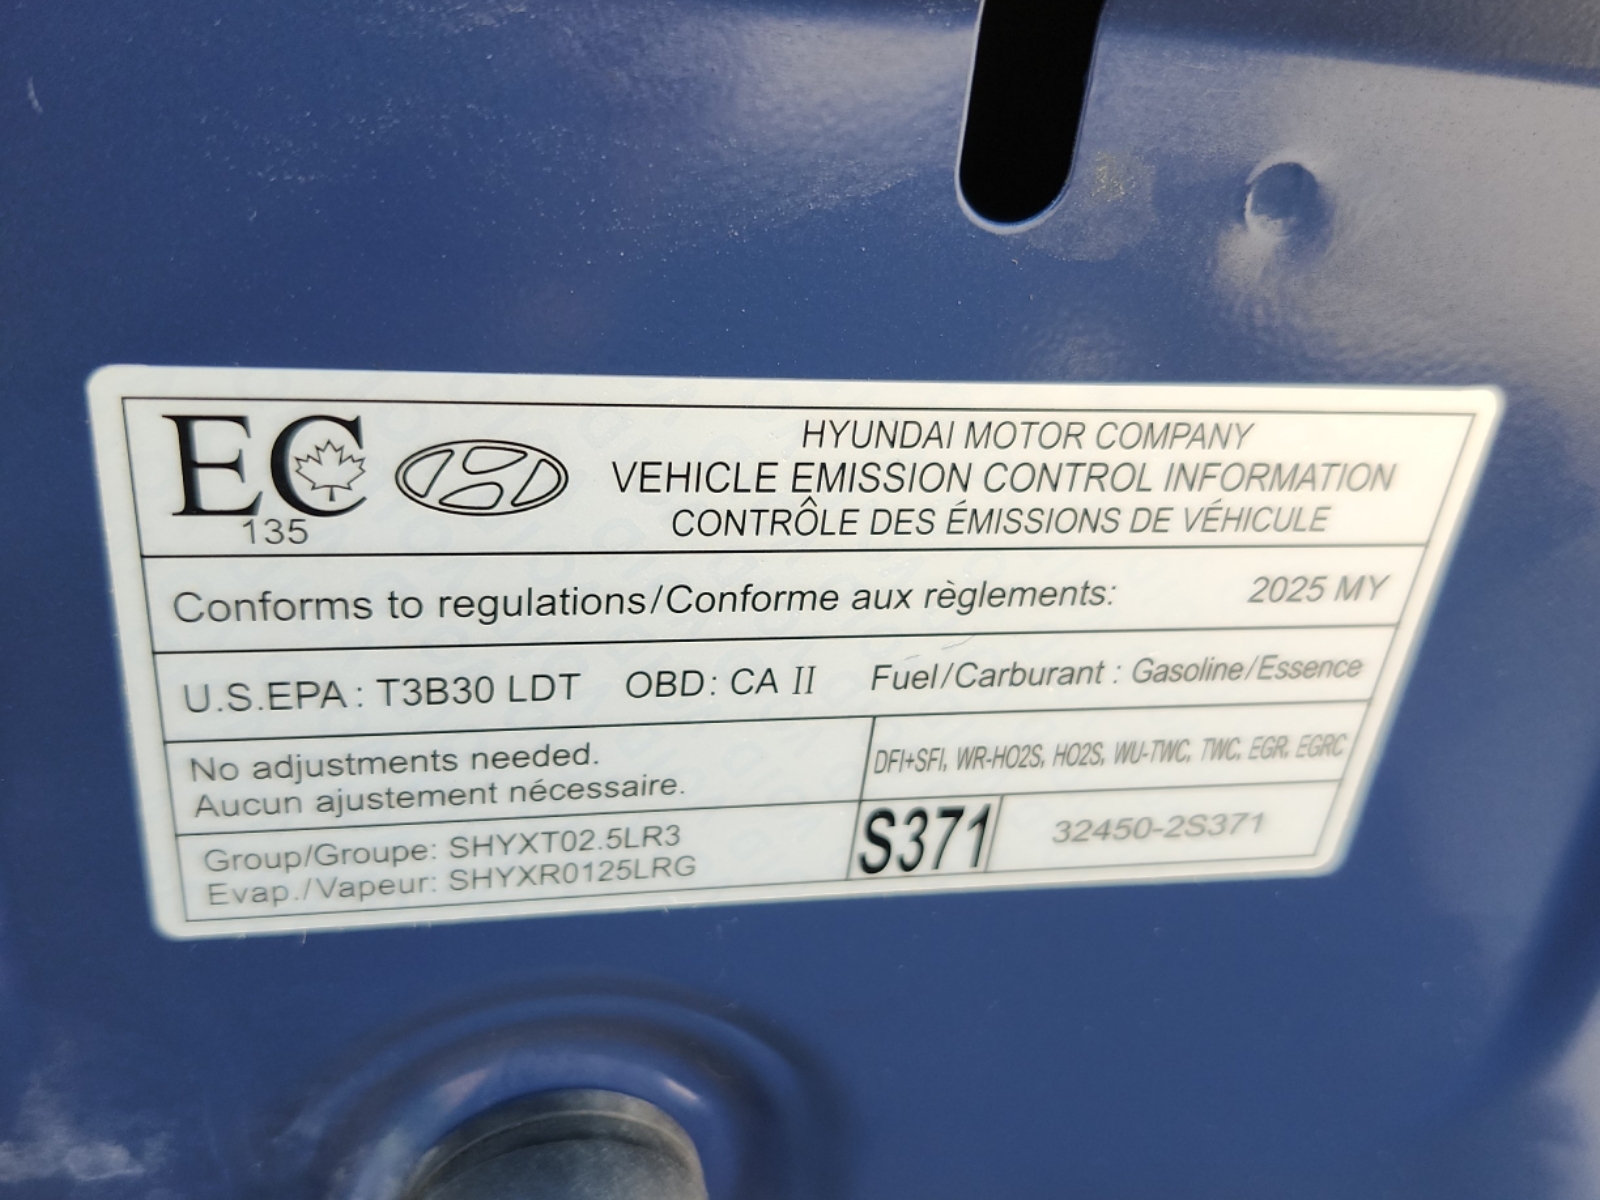 EC
135
HYUNDAI MOTOR COMPANY
VEHICLE EMISSION CONTROL INFORMATION
CONTRÔLE DES ÉMISSIONS DE VÉHICULE
Conforms to regulations/Conforme aux règlements: 2025 MY
U.S.EPA: T3B30 LDT OBD: CA II Fuel/Carburant : Gasoline/Essence
No adjustments needed.
Aucun ajustement nécessaire.
DFI+SFI, WR-HO2S, HO2S, WU-TWC, TWC, EGR, EGRC
Group/Groupe: SHYXT02.5LR3
Evap./Vapeur: SHYXR0125LRG
S371
32450-2S371